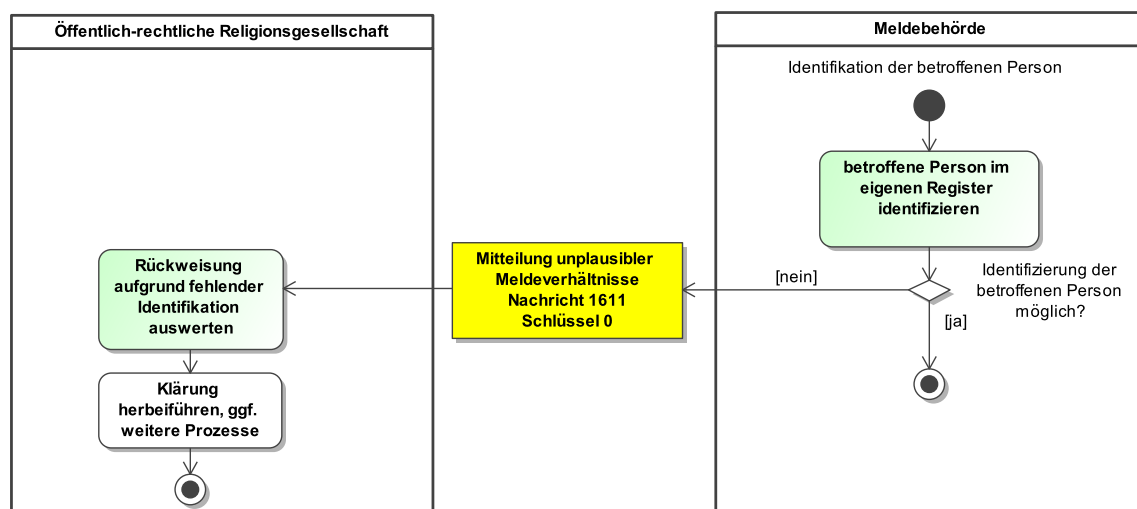 Öffentlich-rechtliche Religionsgesellschaft
Meldebehörde
Identifikation der betroffenen Person
betroffene Person im
eigenen Register
identifizieren
Identifizierung der
betroffenen Person
möglich?
[nein]
[ja]
Mitteilung unplausibler
Meldeverhältnisse
Nachricht 1611
Schlüssel 0
Rückweisung
aufgrund fehlender
Identifikation
auswerten
Klärung
herbeiführen, ggf.
weitere Prozesse